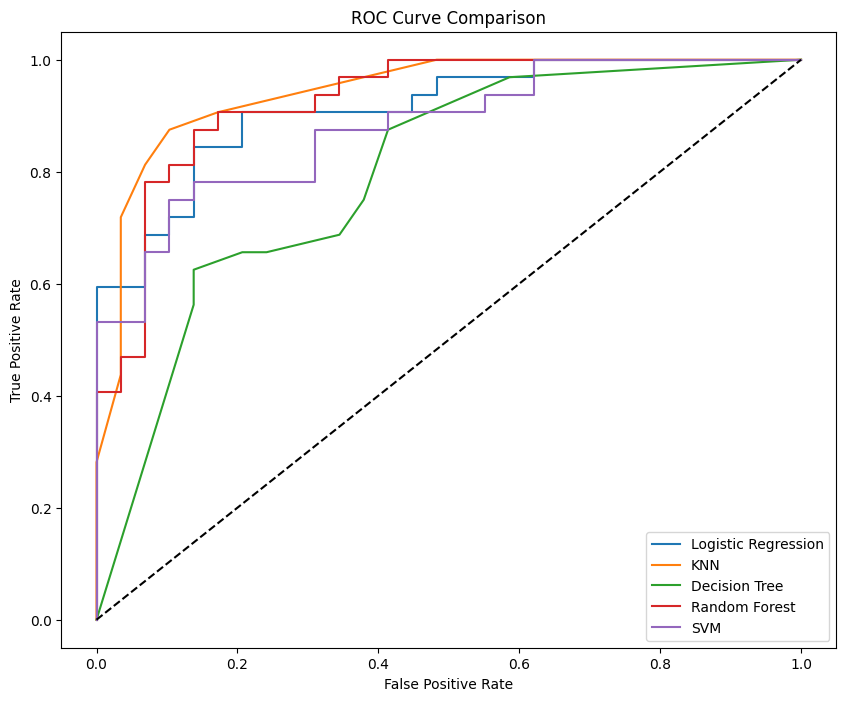 ROC Curve Comparison
True Positive Rate
1.0
0.8
0.6
0.4
0.2
0.0
0.0 0.2 0.4 0.6 0.8 1.0
False Positive Rate
Logistic Regression
KNN
Decision Tree
Random Forest
SVM